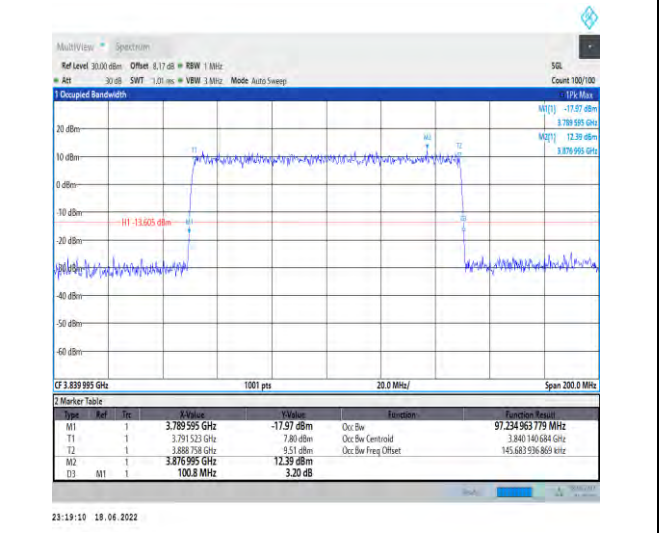 MultiView Spectrum
Ref Level 30.00 dBm Offset 8.17 dB RBW 1 MHz SGL
Att 30 dB SWT 1.01 ms VBW 3 MHz Mode Auto Sweep Count 100/100
1 Occupied Bandwidth 1Pk Max
M1[1] -17.97 dBm
3.789 595 GHz
M2[1] 12.39 dBm
3.876 995 GHz
20 dBm
M2
T1 T2
10 dBm
0 dBm
-10 dBm
H1 -13.605 dBm M1 D3
-20 dBm
-30 dBm
-40 dBm
-50 dBm
-60 dBm
CF 3.839 995 GHz 1001 pts 20.0 MHz/ Span 200.0 MHz
2 Marker Table
Type Ref Trc X-Value Y-Value Function Function Result
M1 1 3.789 595 GHz -17.97 dBm Occ Bw 97.234 963 779 MHz
T1 1 3.791 523 GHz 7.80 dBm Occ Bw Centroid 3.840 140 684 GHz
T2 1 3.888 758 GHz 9.51 dBm Occ Bw Freq Offset 145.683 936 869 kHz
M2 1 3.876 995 GHz 12.39 dBm
D3 M1 1 100.8 MHz 3.20 dB
23:19:10 18.06.2022